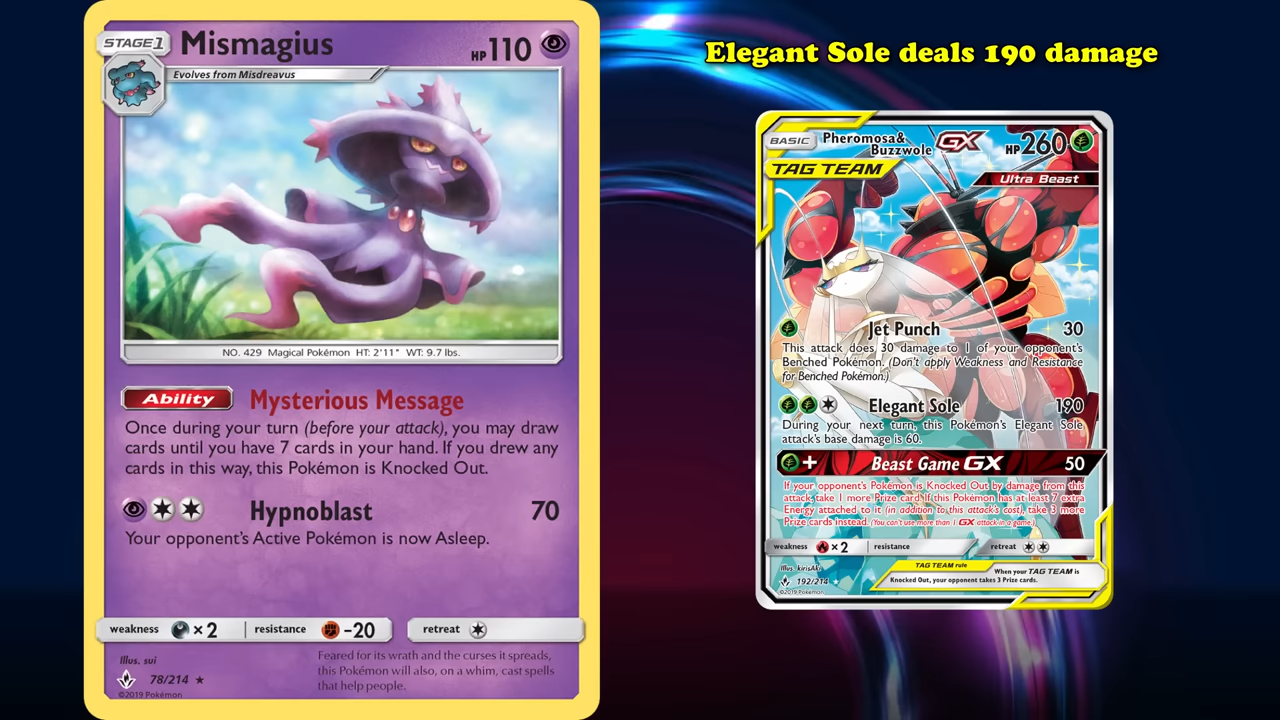 STAGE 1
Mismagius
HP 110
Evolves from Misdreavus
NO. 429 Magical Pokémon HT: 2'11" WT: 9.7 lbs.
Ability Mysterious Message
Once during your turn (before your attack), you may draw
cards until you have 7 cards in your hand. If you drew any
cards in this way, this Pokémon is Knocked Out.
Hypnoblast 70
Your opponent's Active Pokémon is now Asleep.
weakness ×2 resistance -20 retreat
Illus. sui
78/214 ★
©2019 Pokémon
Feared for its wrath and the curses it spreads,
this Pokémon will also, on a whim, cast spells
that help people.
Elegant Sole deals 190 damage
BASIC
Pheromosa &
Buzzwole GX
HP 260
TAG TEAM
Ultra Beast
Jet Punch 30
This attack does 30 damage to 1 of your opponent's
Benched Pokémon. (Don't apply Weakness and Resistance
for Benched Pokémon.)
Elegant Sole 190
During your next turn, this Pokémon's Elegant Sole
attack's base damage is 60.
+ Beast Game GX 50
If your opponent's Pokémon is Knocked Out by damage from this
attack, take 1 more Prize card. If this Pokémon has at least 7 extra
Energy attached to it (in addition to this attack's cost), take 3 more
Prize cards instead. (You can't use more than 1 GX attack in a game.)
weakness ×2 resistance retreat
Illus. kirisAki
192/214 ★
©2019 Pokémon
TAG TEAM rule
When your TAG TEAM is
Knocked Out, your opponent takes 3 Prize cards.